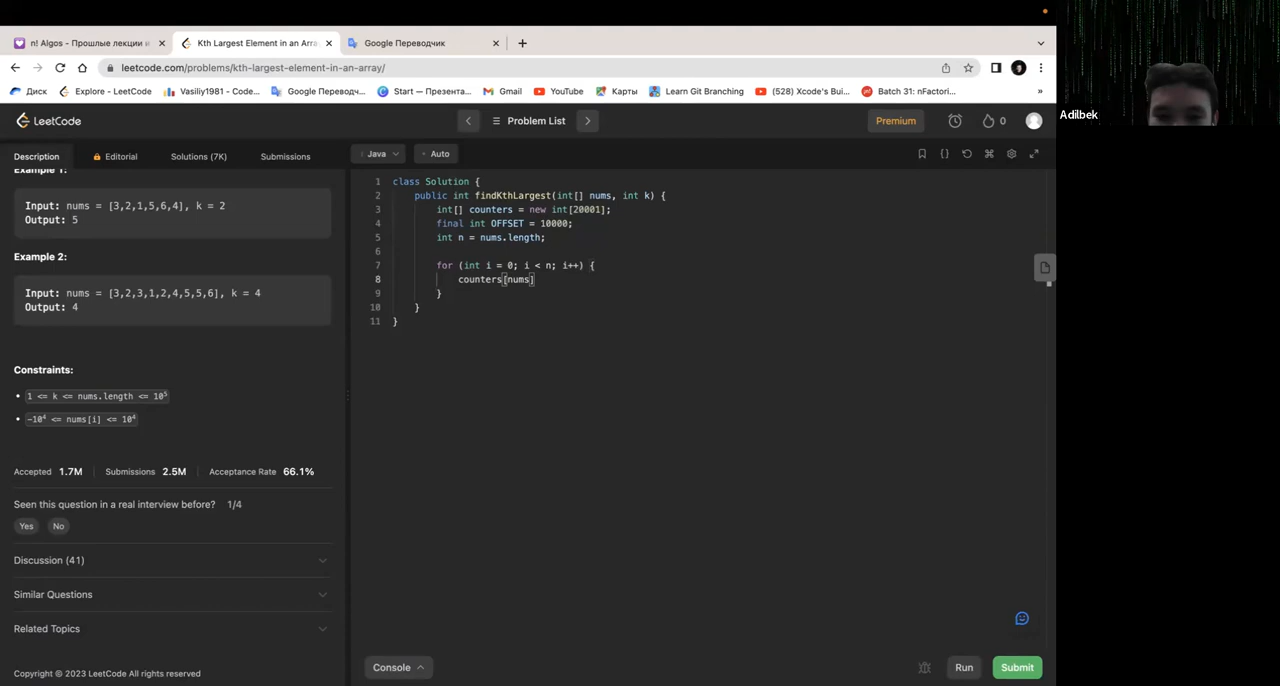 n! Algos - Прошлые лекции и
Kth Largest Element in an Arra
Google Переводчик
leetcode.com/problems/kth-largest-element-in-an-array/
Диск
Explore - LeetCode
Vasiliy1981 - Code...
Google Переводч...
Start — Презента...
Gmail
YouTube
Карты
Learn Git Branching
(528) Xcode's Bui...
Batch 31: nFactori...
»
Adilbek
LeetCode
Problem List
Premium
0
Description
Editorial
Solutions (7K)
Submissions
Java
Auto
Example 1:
Input: nums = [3,2,1,5,6,4], k = 2
Output: 5
Example 2:
Input: nums = [3,2,3,1,2,4,5,5,6], k = 4
Output: 4
Constraints:
• 1 <= k <= nums.length <= 10⁵
• -10⁴ <= nums[i] <= 10⁴
Accepted 1.7M Submissions 2.5M Acceptance Rate 66.1%
Seen this question in a real interview before? 1/4
Yes No
Discussion (41)
Similar Questions
Related Topics
Copyright © 2023 LeetCode All rights reserved
1 class Solution {
2 public int findKthLargest(int[] nums, int k) {
3 int[] counters = new int[20001];
4 final int OFFSET = 10000;
5 int n = nums.length;
6
7 for (int i = 0; i < n; i++) {
8 counters[nums]
9 }
10 }
11 }
Console
Run
Submit